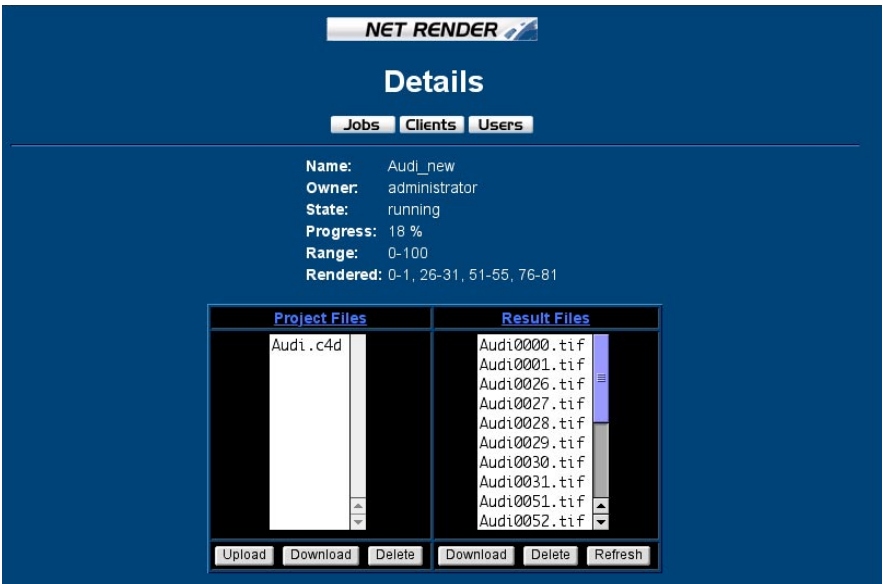 NET RENDER
Details
Jobs Clients Users
Name: Audi_new
Owner: administrator
State: running
Progress: 18 %
Range: 0-100
Rendered: 0-1, 26-31, 51-55, 76-81
Project Files Result Files
Audi.c4d
Audi0000.tif
Audi0001.tif
Audi0026.tif
Audi0027.tif
Audi0028.tif
Audi0029.tif
Audi0030.tif
Audi0031.tif
Audi0051.tif
Audi0052.tif
Upload Download Delete Download Delete Refresh